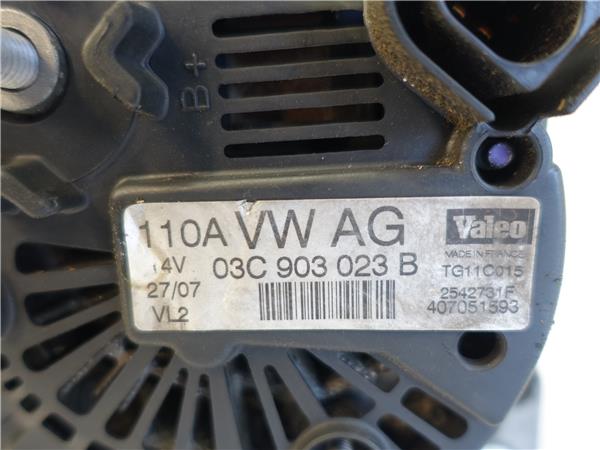 B+
110A VW AG
Valeo
MADE IN FRANCE
14V 03C 903 023 B
TG11C015
27/07
2542731F
VL2
407051593